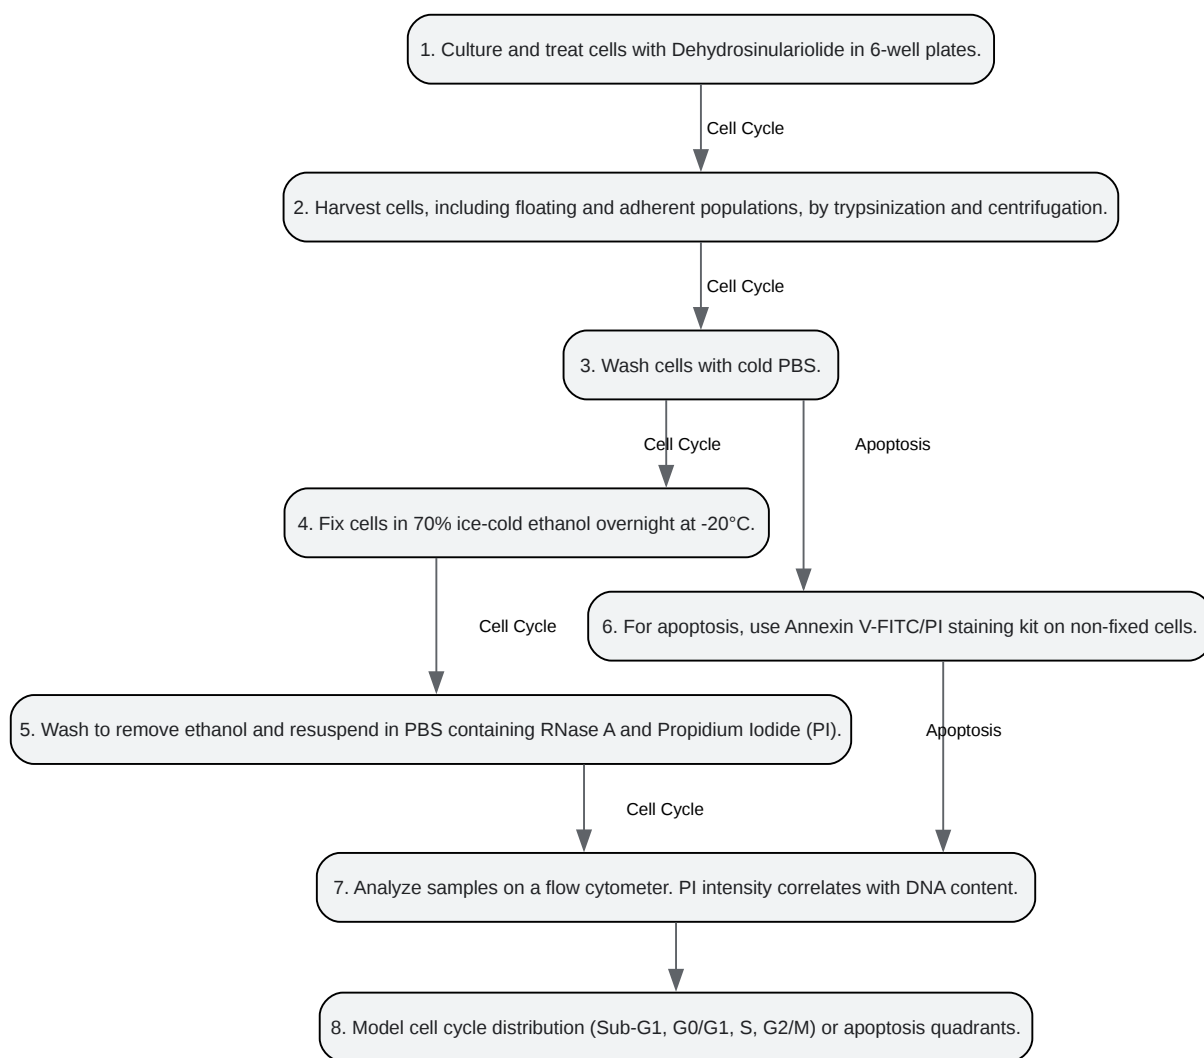 1. Culture and treat cells with Dehydrosinulariolide in 6-well plates.
Cell Cycle
2. Harvest cells, including floating and adherent populations, by trypsinization and centrifugation.
Cell Cycle
3. Wash cells with cold PBS.
Cell Cycle
Apoptosis
4. Fix cells in 70% ice-cold ethanol overnight at -20°C.
Cell Cycle
6. For apoptosis, use Annexin V-FITC/PI staining kit on non-fixed cells.
5. Wash to remove ethanol and resuspend in PBS containing RNase A and Propidium Iodide (PI).
Apoptosis
Cell Cycle
7. Analyze samples on a flow cytometer. PI intensity correlates with DNA content.
8. Model cell cycle distribution (Sub-G1, G0/G1, S, G2/M) or apoptosis quadrants.